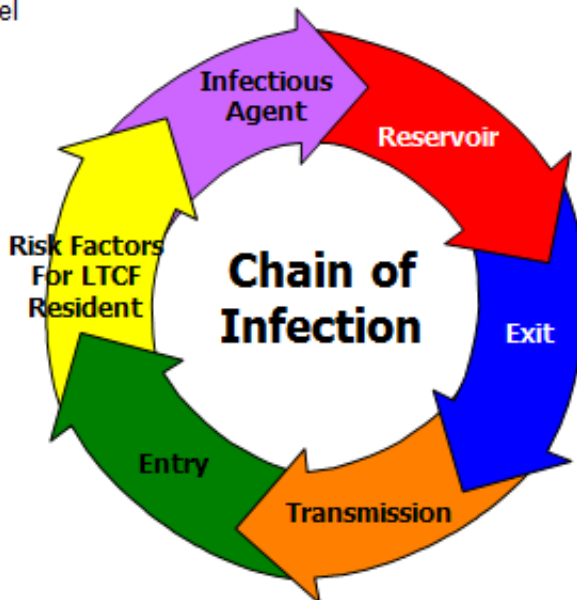 el
Infectious
Agent
Reservoir
Risk Factors
For LTCF
Resident
Chain of
Infection
Exit
Entry
Transmission